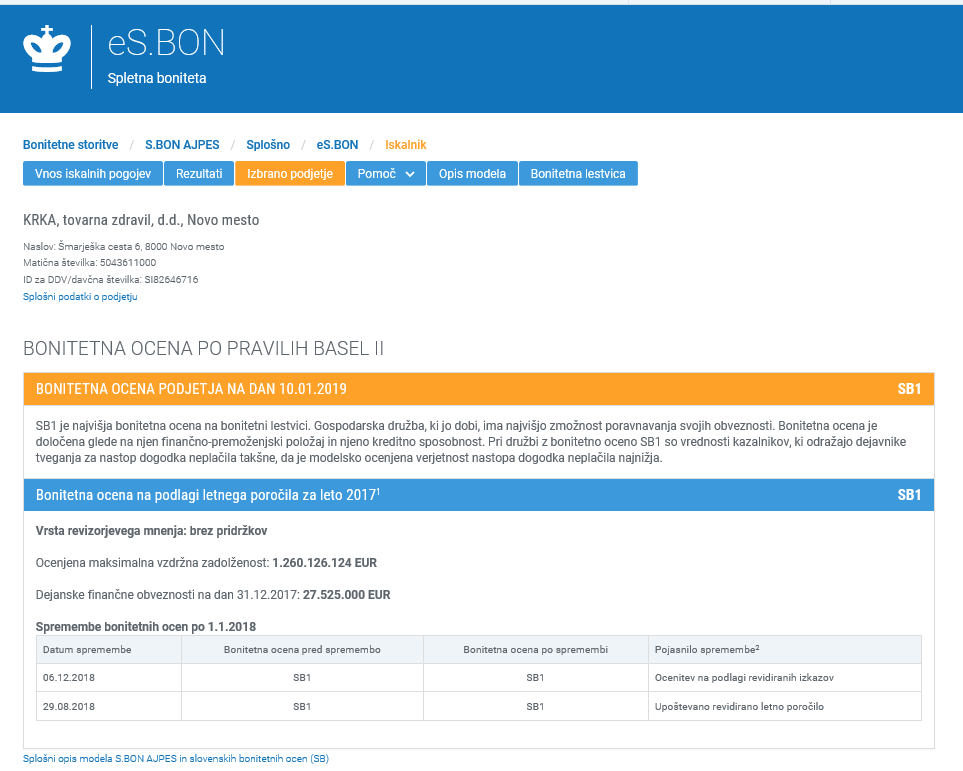 eS.BON
Spletna boniteta
Bonitetne storitve / S.BON AJPES / Splošno / eS.BON / Iskalnik
Vnos iskalnih pogojev Rezultati Izbrano podjetje Pomoč Opis modela Bonitetna lestvica
KRKA, tovarna zdravil, d.d., Novo mesto
Naslov: Šmarješka cesta 6, 8000 Novo mesto
Matična številka: 5043611000
ID za DDV/davčna številka: SI82646716
Splošni podatki o podjetju
BONITETNA OCENA PO PRAVILIH BASEL II
BONITETNA OCENA PODJETJA NA DAN 10.01.2019 SB1
SB1 je najvišja bonitetna ocena na bonitetni lestvici. Gospodarska družba, ki jo dobi, ima najvišjo zmožnost poravnavanja svojih obveznosti. Bonitetna ocena je
določena glede na njen finančno-premoženjski položaj in njeno kreditno sposobnost. Pri družbi z bonitetno oceno SB1 so vrednosti kazalnikov, ki odražajo dejavnike
tveganja za nastop dogodka neplačila takšne, da je modelsko ocenjena verjetnost nastopa dogodka neplačila najnižja.
Bonitetna ocena na podlagi letnega poročila za leto 2017¹ SB1
Vrsta revizorjevega mnenja: brez pridržkov
Ocenjena maksimalna vzdržna zadolženost: 1.260.126.124 EUR
Dejanske finančne obveznosti na dan 31.12.2017: 27.525.000 EUR
Spremembe bonitetnih ocen po 1.1.2018
Datum spremembe Bonitetna ocena pred spremembo Bonitetna ocena po spremembi Pojasnilo spremembe²
06.12.2018 SB1 SB1 Ocenitev na podlagi revidiranih izkazov
29.08.2018 SB1 SB1 Upoštevano revidirano letno poročilo
Splošni opis modela S.BON AJPES in slovenskih bonitetnih ocen (SB)